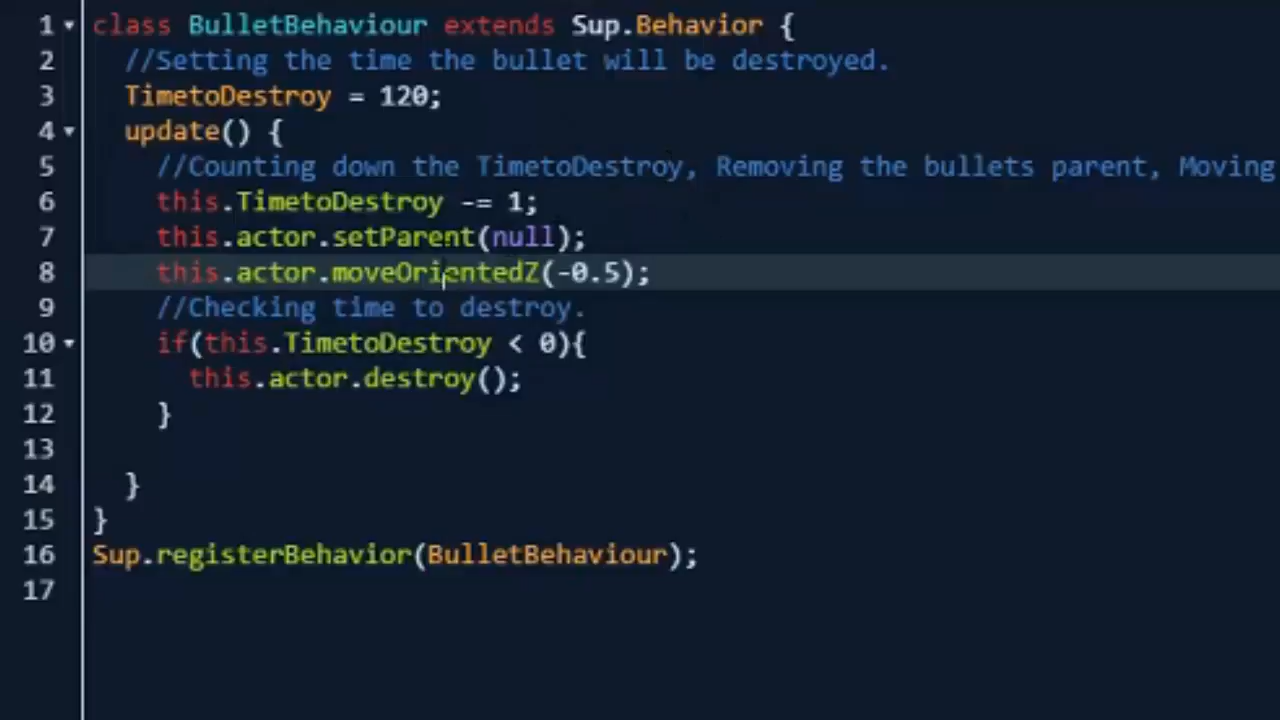 1 class BulletBehaviour extends Sup.Behavior {
2 //Setting the time the bullet will be destroyed.
3 TimetoDestroy = 120;
4 update() {
5 //Counting down the TimetoDestroy, Removing the bullets parent, Moving
6 this.TimetoDestroy -= 1;
7 this.actor.setParent(null);
8 this.actor.moveOrientedZ(-0.5);
9 //Checking time to destroy.
10 if(this.TimetoDestroy < 0){
11 this.actor.destroy();
12 }
13
14 }
15 }
16 Sup.registerBehavior(BulletBehaviour);
17